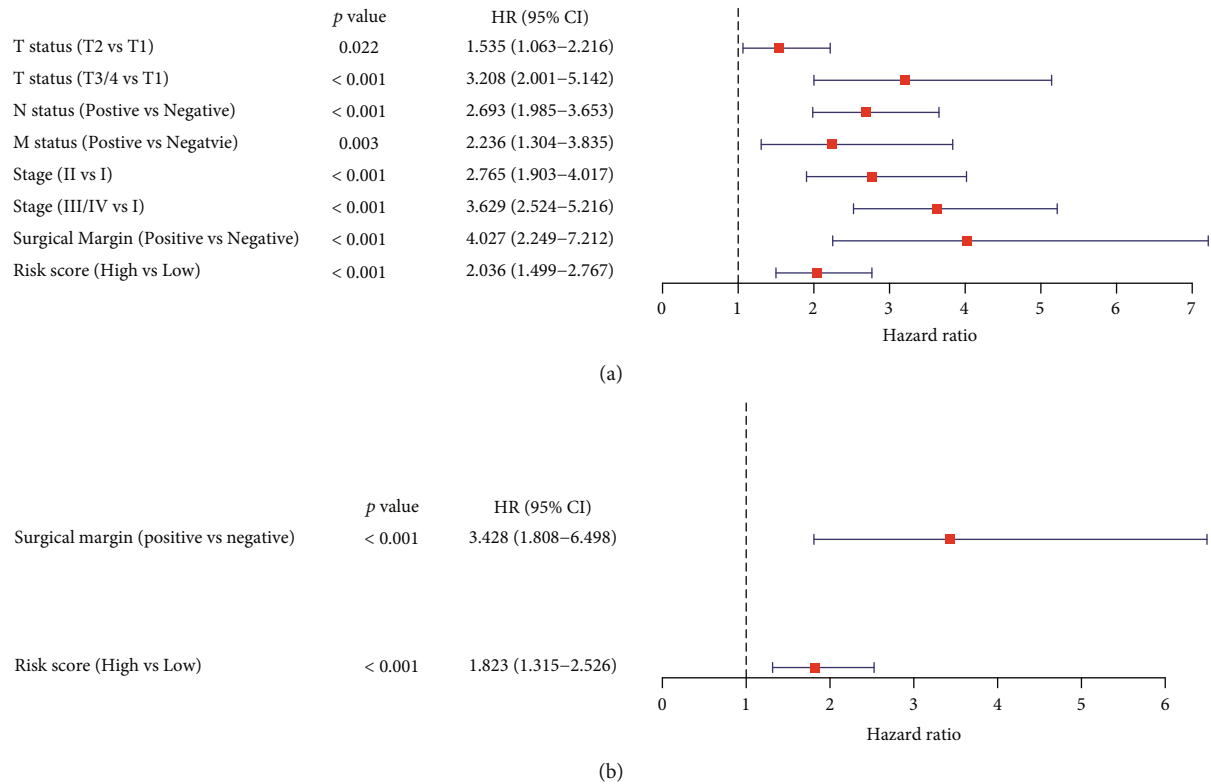 p value HR (95% CI)
T status (T2 vs T1) 0.022 1.535 (1.063−2.216)
T status (T3/4 vs T1) < 0.001 3.208 (2.001−5.142)
N status (Postive vs Negative) < 0.001 2.693 (1.985−3.653)
M status (Postive vs Negatvie) 0.003 2.236 (1.304−3.835)
Stage (II vs I) < 0.001 2.765 (1.903−4.017)
Stage (III/IV vs I) < 0.001 3.629 (2.524−5.216)
Surgical Margin (Positive vs Negative) < 0.001 4.027 (2.249−7.212)
Risk score (High vs Low) < 0.001 2.036 (1.499−2.767)
0 1 2 3 4 5 6 7
Hazard ratio
(a)
p value HR (95% CI)
Surgical margin (positive vs negative) < 0.001 3.428 (1.808−6.498)
Risk score (High vs Low) < 0.001 1.823 (1.315−2.526)
0 1 2 3 4 5 6
Hazard ratio
(b)